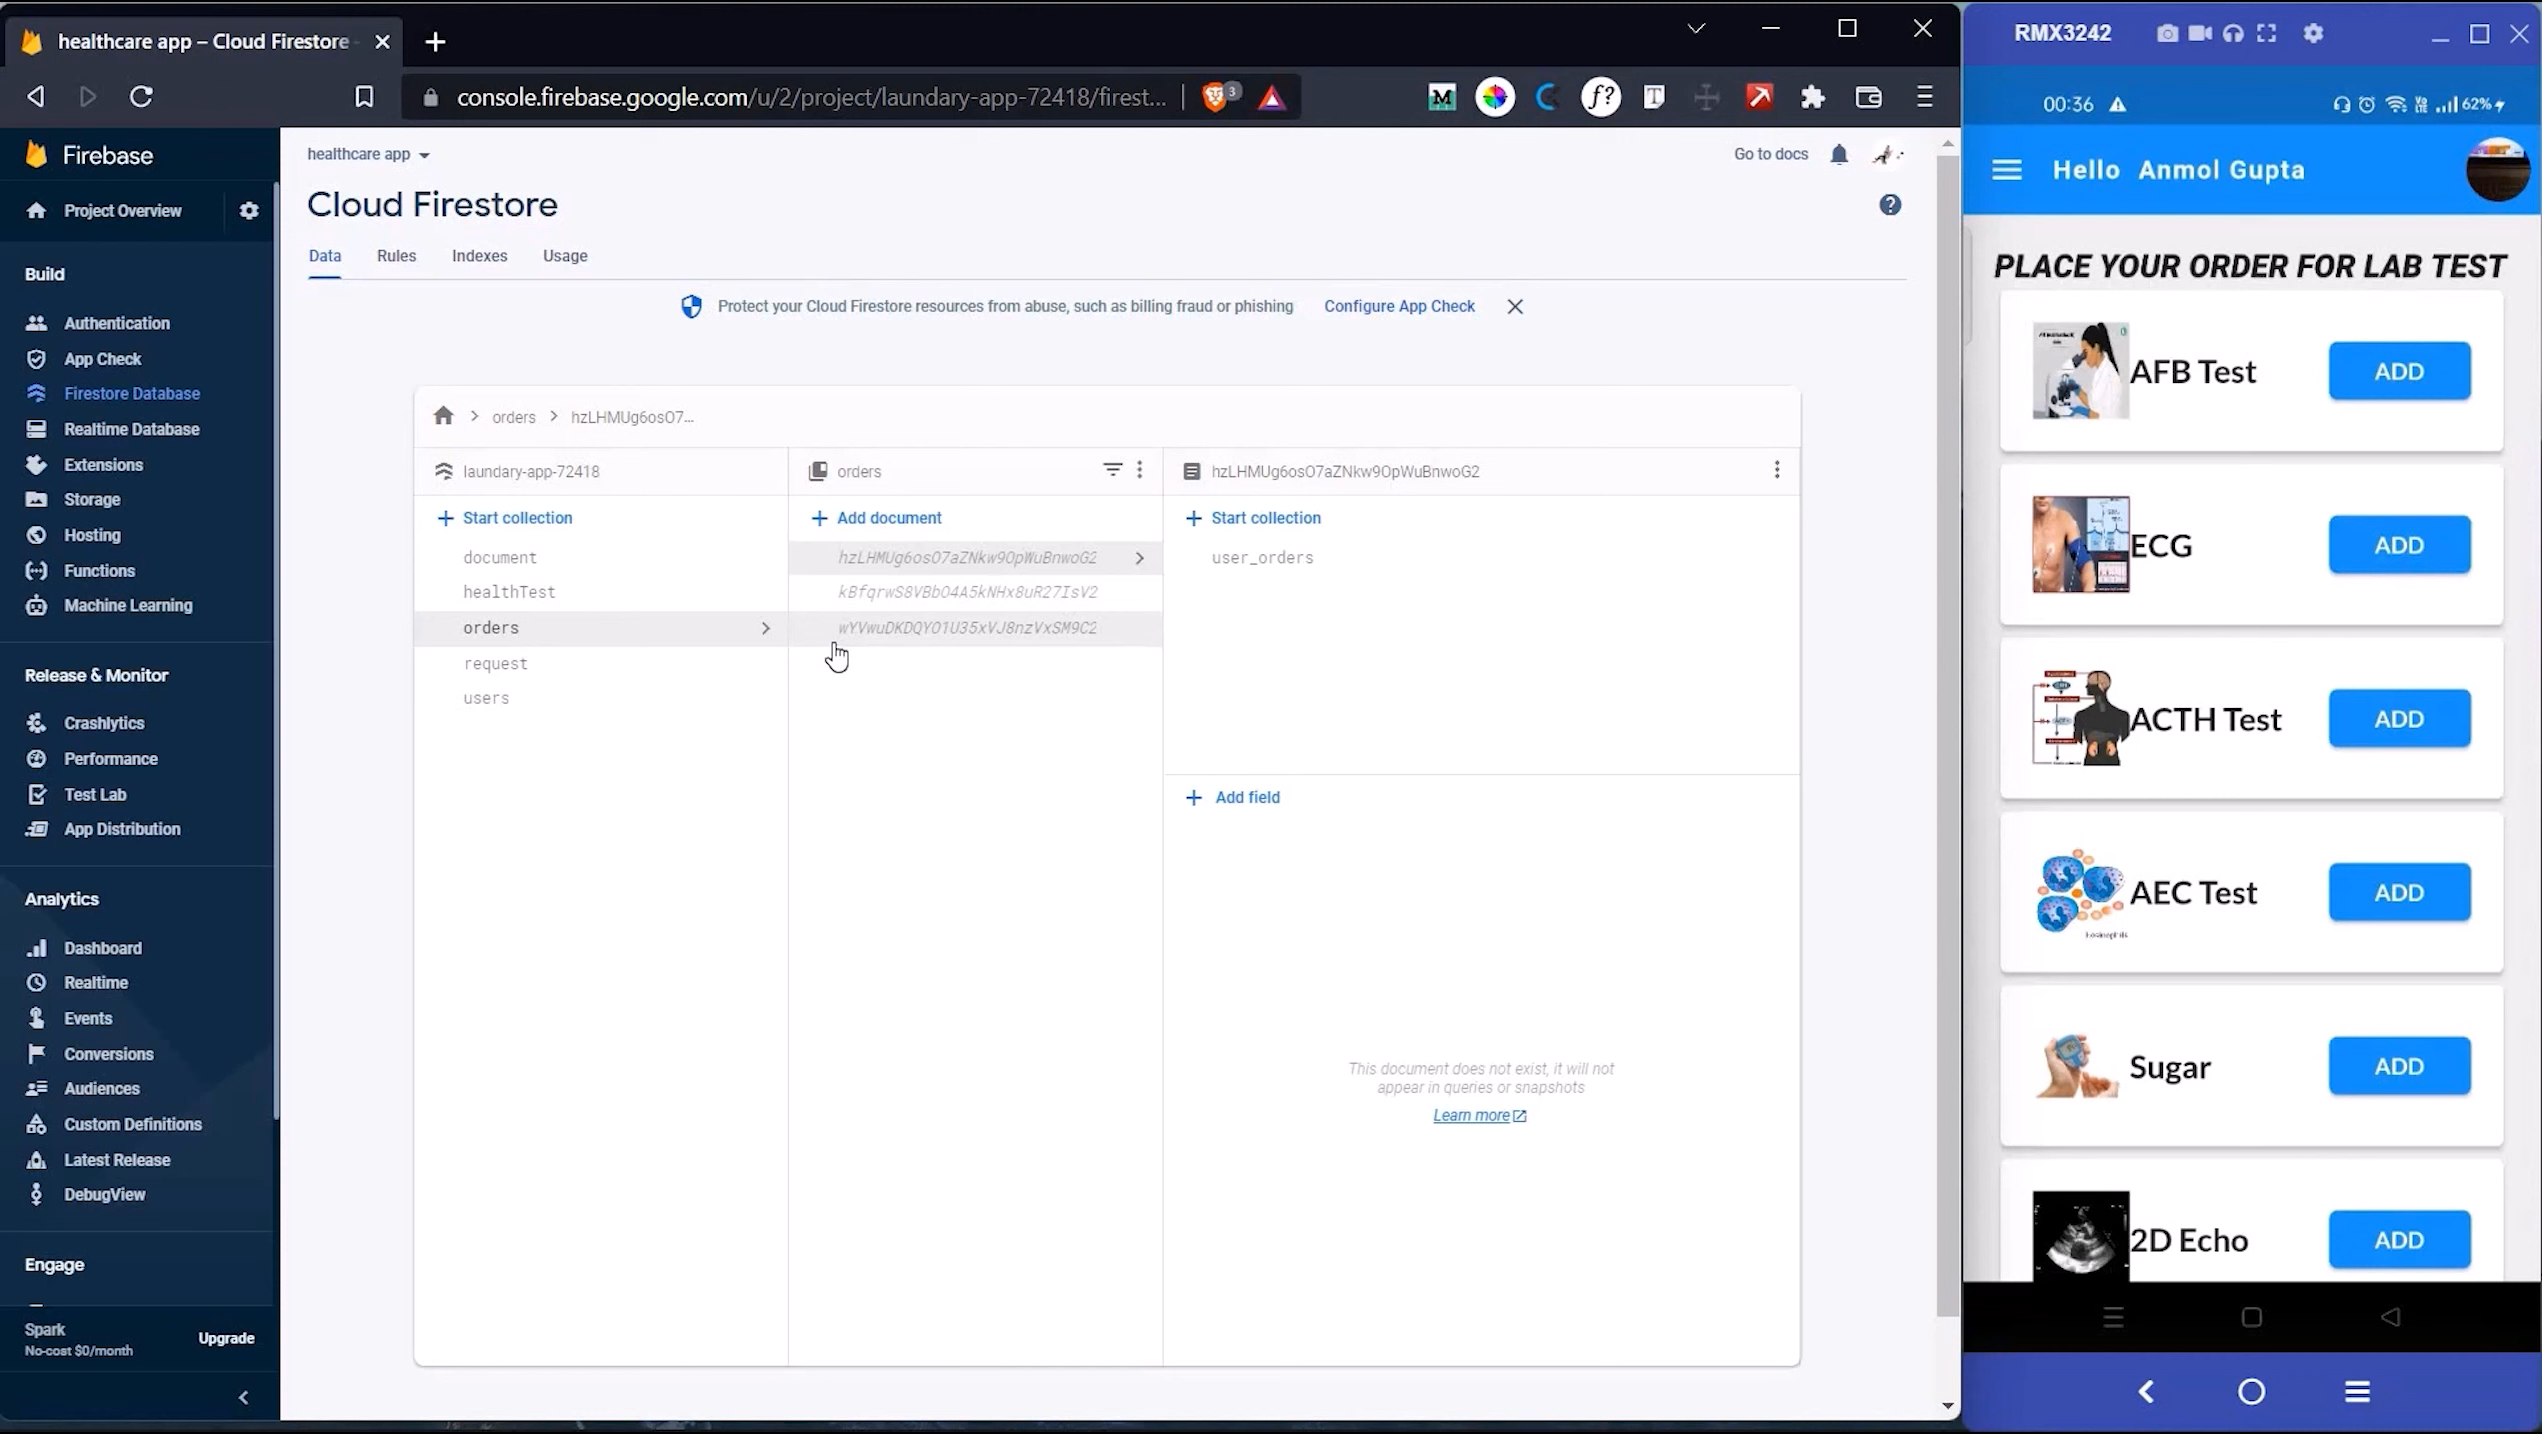 healthcare app – Cloud Firestore
console.firebase.google.com/u/2/project/laundary-app-72418/firest...
3
M
f?
T
Firebase
Project Overview
Build
Authentication
App Check
Firestore Database
Realtime Database
Extensions
Storage
Hosting
Functions
Machine Learning
Release & Monitor
Crashlytics
Performance
Test Lab
App Distribution
Analytics
Dashboard
Realtime
Events
Conversions
Audiences
Custom Definitions
Latest Release
DebugView
Engage
Spark
No-cost $0/month
Upgrade
healthcare app
Go to docs
Cloud Firestore
Data
Rules
Indexes
Usage
Protect your Cloud Firestore resources from abuse, such as billing fraud or phishing
Configure App Check
orders
hzLHMUg6osO7...
laundary-app-72418
Start collection
document
healthTest
orders
request
users
orders
Add document
hzLHMUg6osO7aZNkw9OpWuBnwoG2
kBfqrwS8VBbO4A5kNHx8uR27IsV2
wYVwuDKDQYO1U35xVJ8nzVxSM9C2
hzLHMUg6osO7aZNkw9OpWuBnwoG2
Start collection
user_orders
Add field
This document does not exist, it will not
appear in queries or snapshots
Learn more
RMX3242
00:36
62%
Hello Anmol Gupta
PLACE YOUR ORDER FOR LAB TEST
AFB Test
ADD
ECG
ADD
ACTH Test
ADD
AEC Test
ADD
Sugar
ADD
2D Echo
ADD